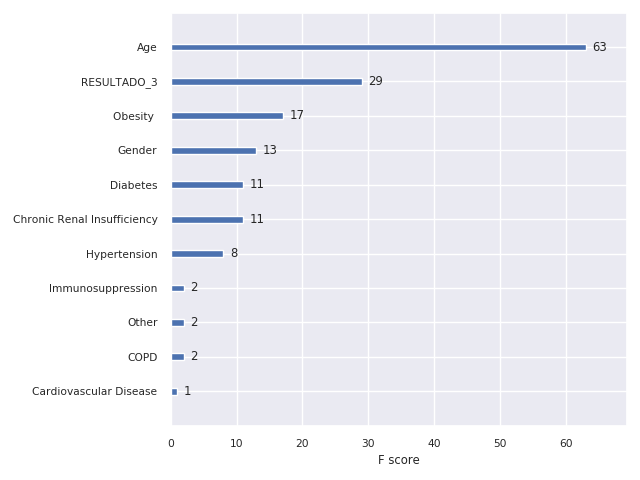 Age 63
RESULTADO_3 29
Obesity 17
Gender 13
Diabetes 11
Chronic Renal Insufficiency 11
Hypertension 8
Immunosuppression 2
Other 2
COPD 2
Cardiovascular Disease 1
0 10 20 30 40 50 60
F score